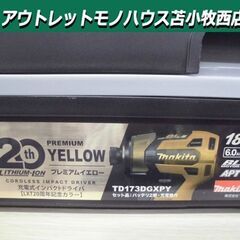 アウトレットモノハウス苫小牧西店
20th
LITHIUM-ION
PREMIUM
YELLOW
プレミアムイエロー
CORDLESS IMPACT DRIVER
充電式インパクトドライバ
【LXT20周年記念カラー】
makita
TD173DGXPY
セット品/バッテリ2個・充電器付
18
6.0
BL
APT
makita